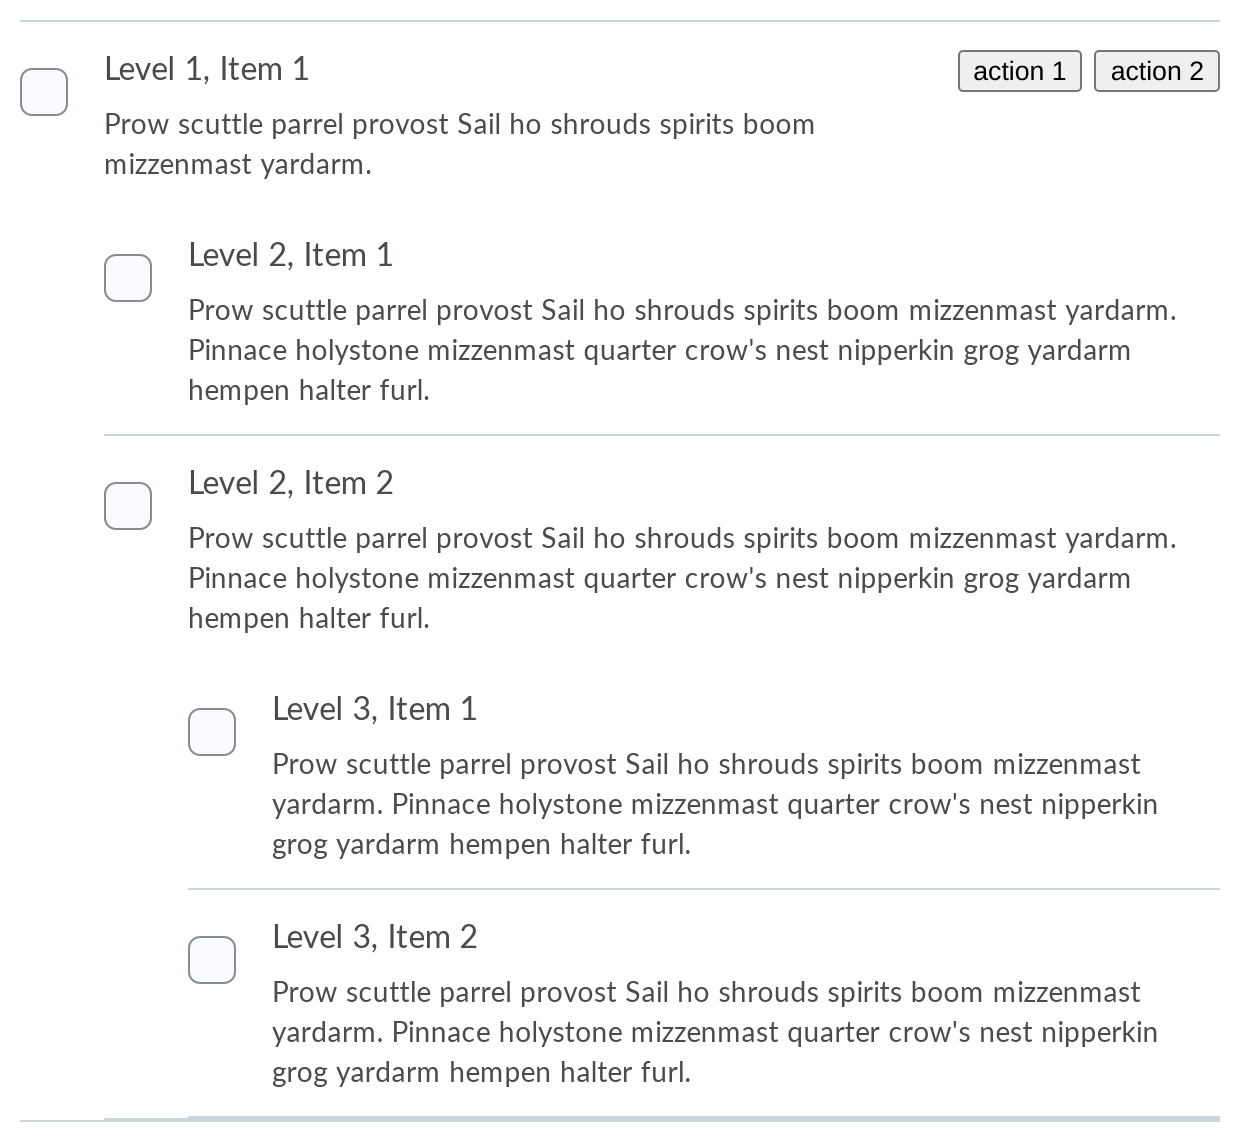 Level 1, Item 1
action 1
action 2
Prow scuttle parrel provost Sail ho shrouds spirits boom
mizzenmast yardarm.
Level 2, Item 1
Prow scuttle parrel provost Sail ho shrouds spirits boom mizzenmast yardarm.
Pinnace holystone mizzenmast quarter crow's nest nipperkin grog yardarm
hempen halter furl.
Level 2, Item 2
Prow scuttle parrel provost Sail ho shrouds spirits boom mizzenmast yardarm.
Pinnace holystone mizzenmast quarter crow's nest nipperkin grog yardarm
hempen halter furl.
Level 3, Item 1
Prow scuttle parrel provost Sail ho shrouds spirits boom mizzenmast
yardarm. Pinnace holystone mizzenmast quarter crow's nest nipperkin
grog yardarm hempen halter furl.
Level 3, Item 2
Prow scuttle parrel provost Sail ho shrouds spirits boom mizzenmast
yardarm. Pinnace holystone mizzenmast quarter crow's nest nipperkin
grog yardarm hempen halter furl.